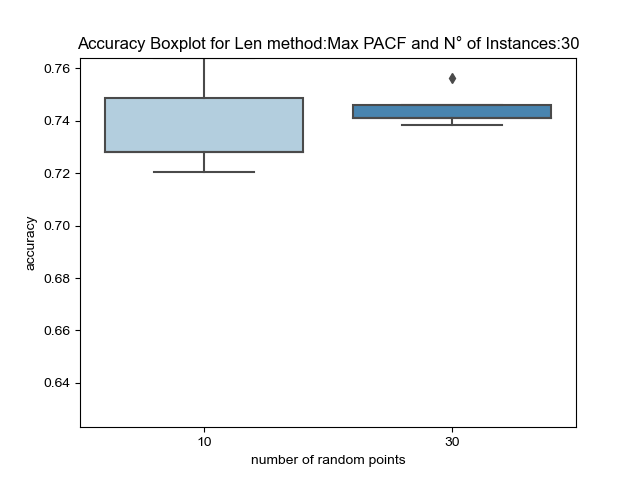 Accuracy Boxplot for Len method:Max PACF and N° of Instances:30
0.76
0.74
0.72
0.70
0.68
0.66
0.64
accuracy
10 30
number of random points